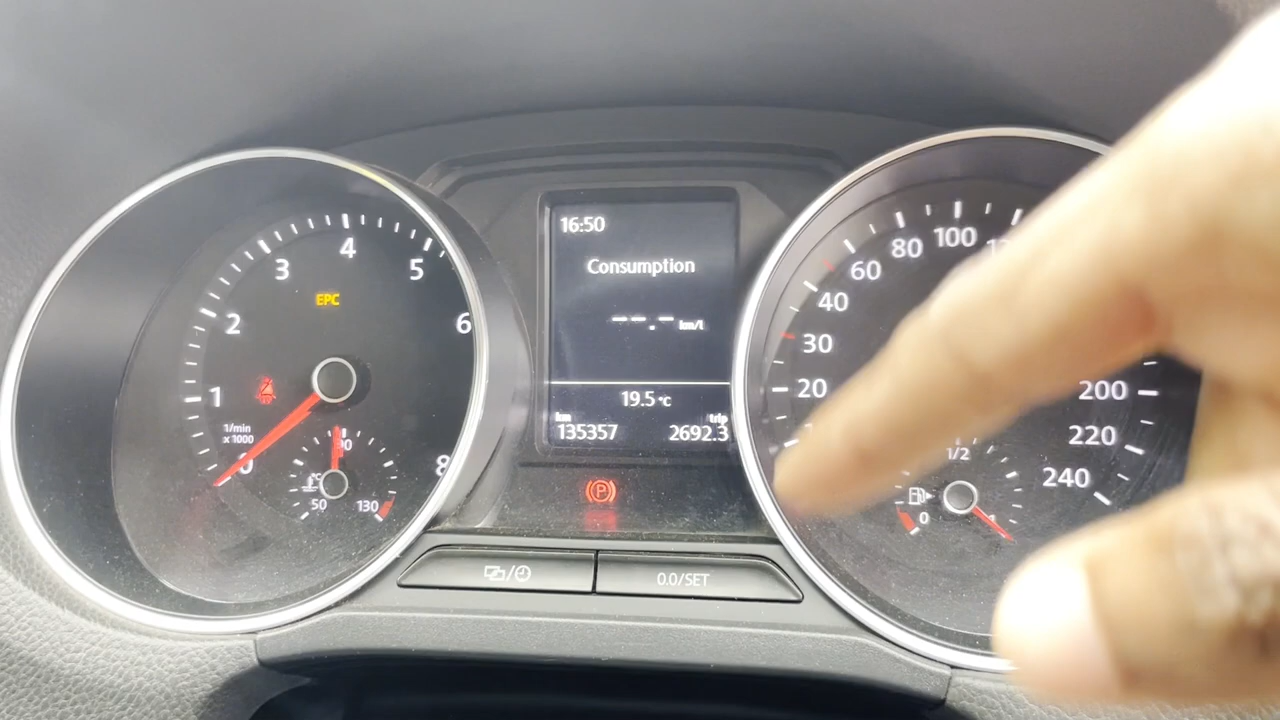 4
3
5
EPC
2
6
1
1/min
x 1000
0
8
90
°C
50
130
16:50
Consumption
--.- km/l
19.5 °C
km
trip
135357
2692.3
P
0.0/SET
100
80
60
40
30
20
200
220
240
1/2
0
1